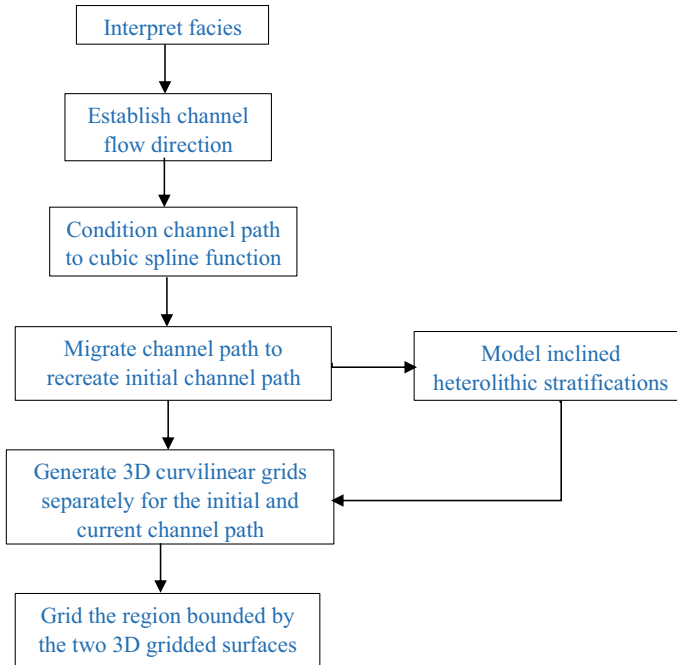 Interpret facies
Establish channel
flow direction
Condition channel path
to cubic spline function
Migrate channel path to
recreate initial channel path
Model inclined
heterolithic stratifications
Generate 3D curvilinear grids
separately for the initial and
current channel path
Grid the region bounded by
the two 3D gridded surfaces